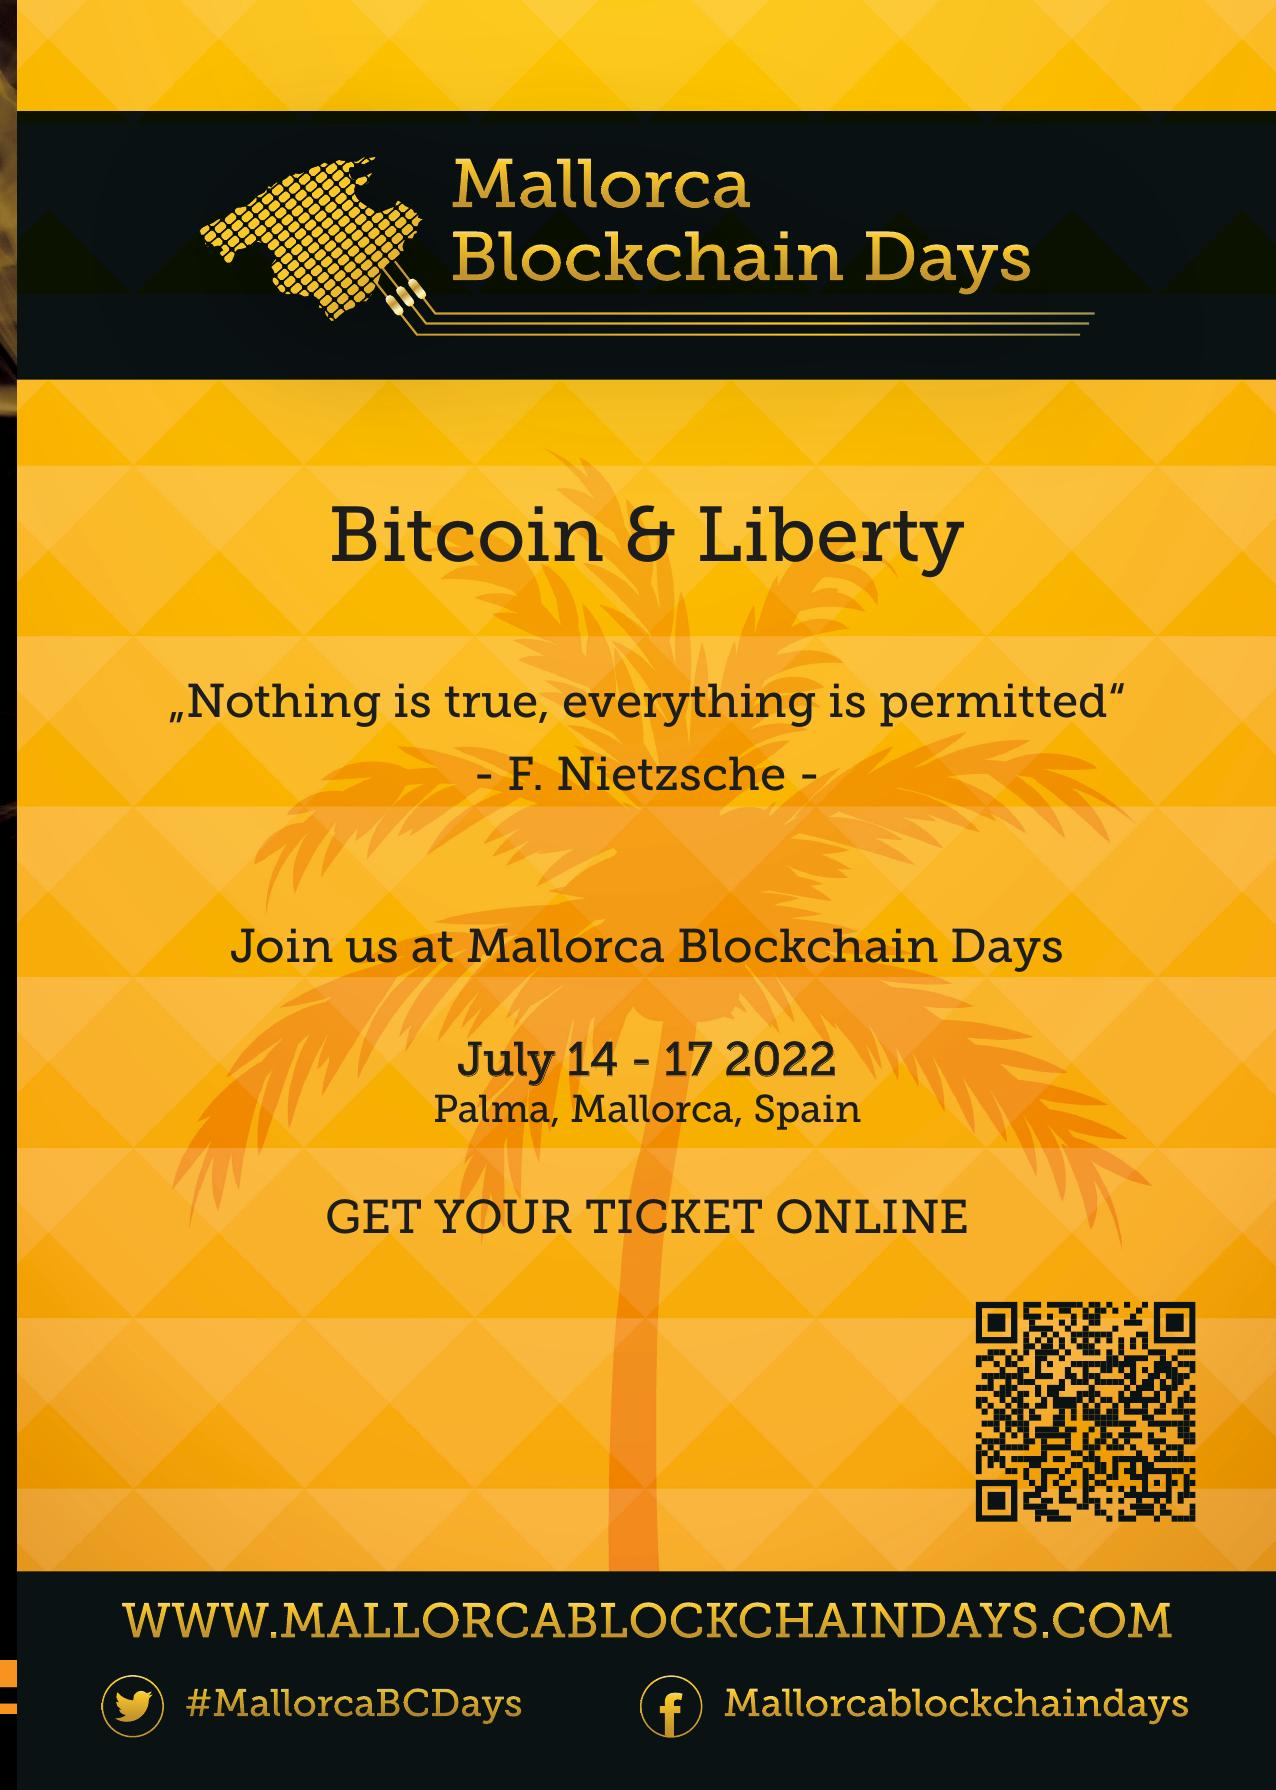 Mallorca
Blockchain Days
Bitcoin & Liberty
„Nothing is true, everything is permitted“
- F. Nietzsche -
Join us at Mallorca Blockchain Days
July 14 - 17 2022
Palma, Mallorca, Spain
GET YOUR TICKET ONLINE
WWW.MALLORCABLOCKCHAINDAYS.COM
#MallorcaBCDays
Mallorcablockchaindays